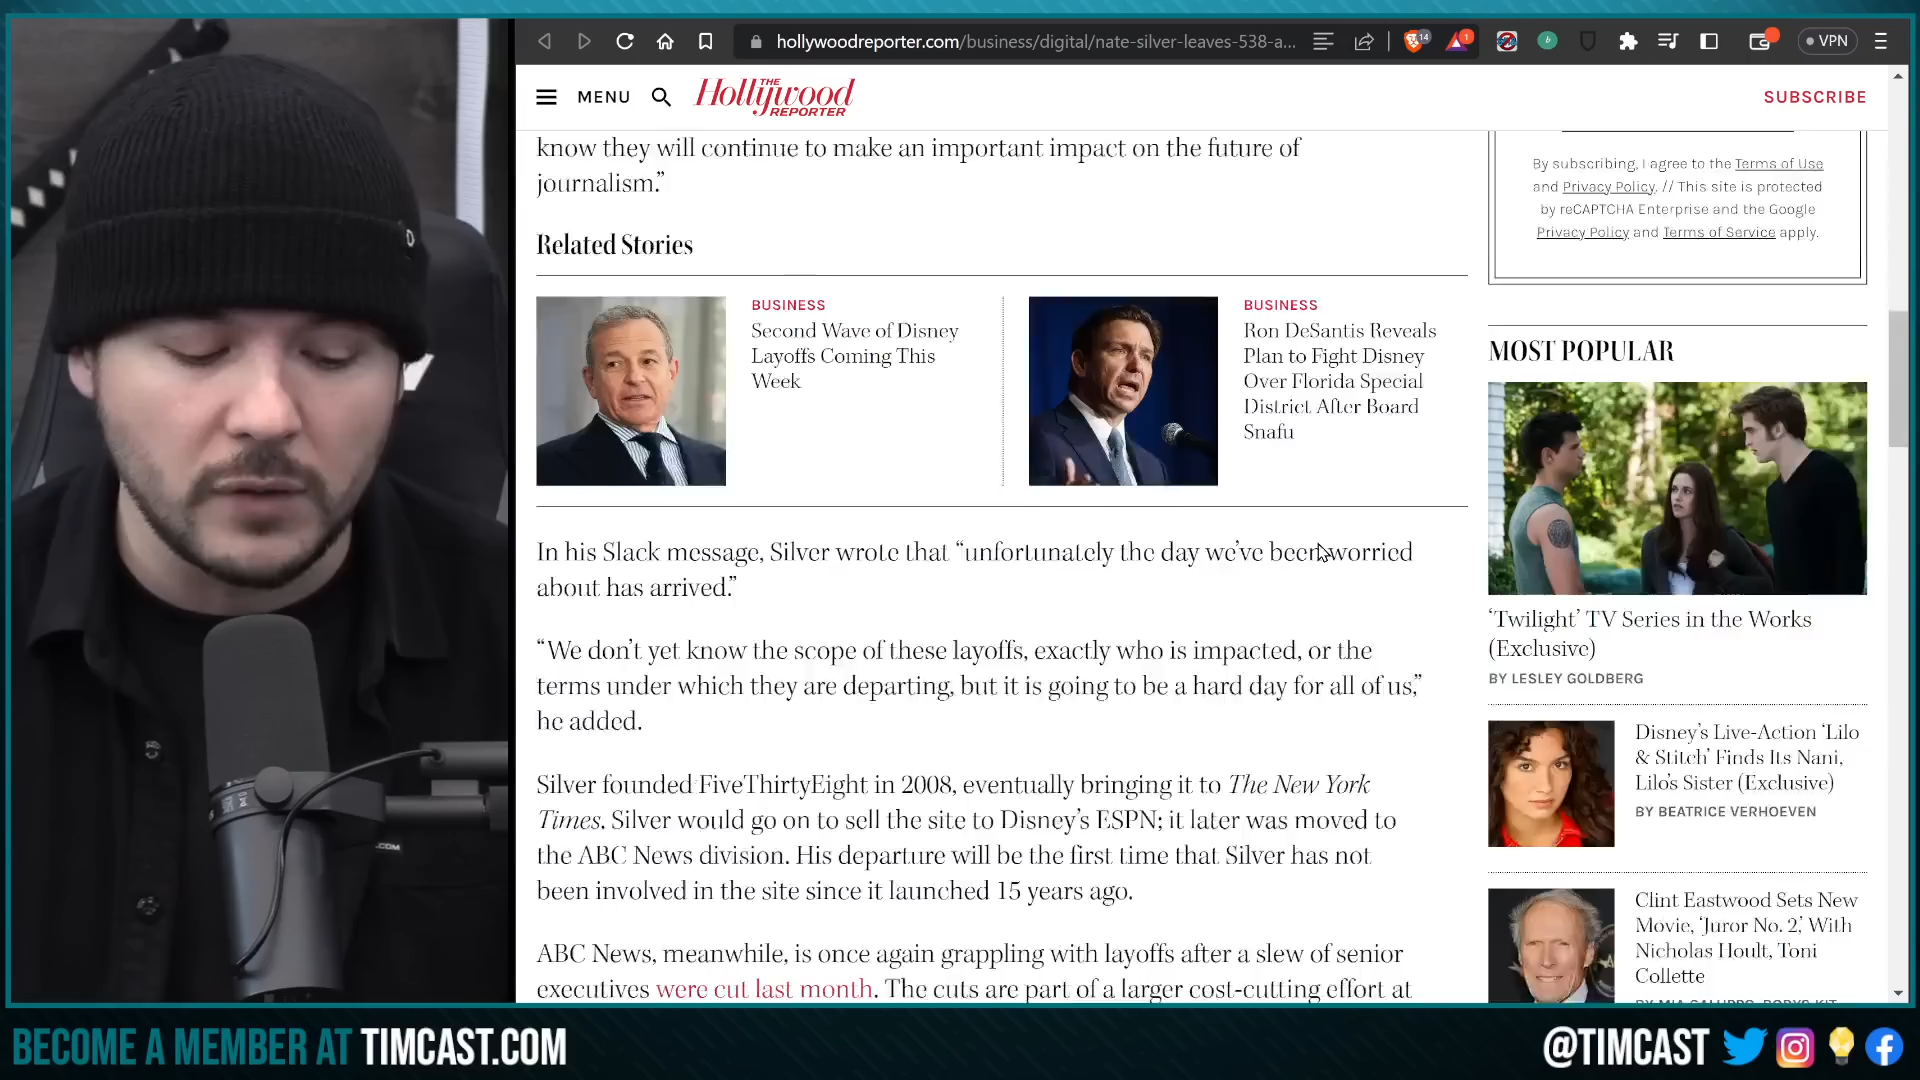 hollywoodreporter.com/business/digital/nate-silver-leaves-538-a...
14
1
b
VPN
MENU
THE
Hollywood
REPORTER
SUBSCRIBE
know they will continue to make an important impact on the future of
journalism.”
Related Stories
BUSINESS
Second Wave of Disney
Layoffs Coming This
Week
BUSINESS
Ron DeSantis Reveals
Plan to Fight Disney
Over Florida Special
District After Board
Snafu
In his Slack message, Silver wrote that “unfortunately the day we’ve been worried
about has arrived.”
“We don’t yet know the scope of these layoffs, exactly who is impacted, or the
terms under which they are departing, but it is going to be a hard day for all of us,”
he added.
Silver founded FiveThirtyEight in 2008, eventually bringing it to The New York
Times. Silver would go on to sell the site to Disney’s ESPN; it later was moved to
the ABC News division. His departure will be the first time that Silver has not
been involved in the site since it launched 15 years ago.
ABC News, meanwhile, is once again grappling with layoffs after a slew of senior
executives were cut last month. The cuts are part of a larger cost-cutting effort at
By subscribing, I agree to the Terms of Use
and Privacy Policy. // This site is protected
by reCAPTCHA Enterprise and the Google
Privacy Policy and Terms of Service apply.
MOST POPULAR
‘Twilight’ TV Series in the Works
(Exclusive)
BY LESLEY GOLDBERG
Disney’s Live-Action ‘Lilo
& Stitch’ Finds Its Nani,
Lilo’s Sister (Exclusive)
BY BEATRICE VERHOEVEN
Clint Eastwood Sets New
Movie, ‘Juror No. 2,’ With
Nicholas Hoult, Toni
Collette
BECOME A MEMBER AT TIMCAST.COM
@TIMCAST